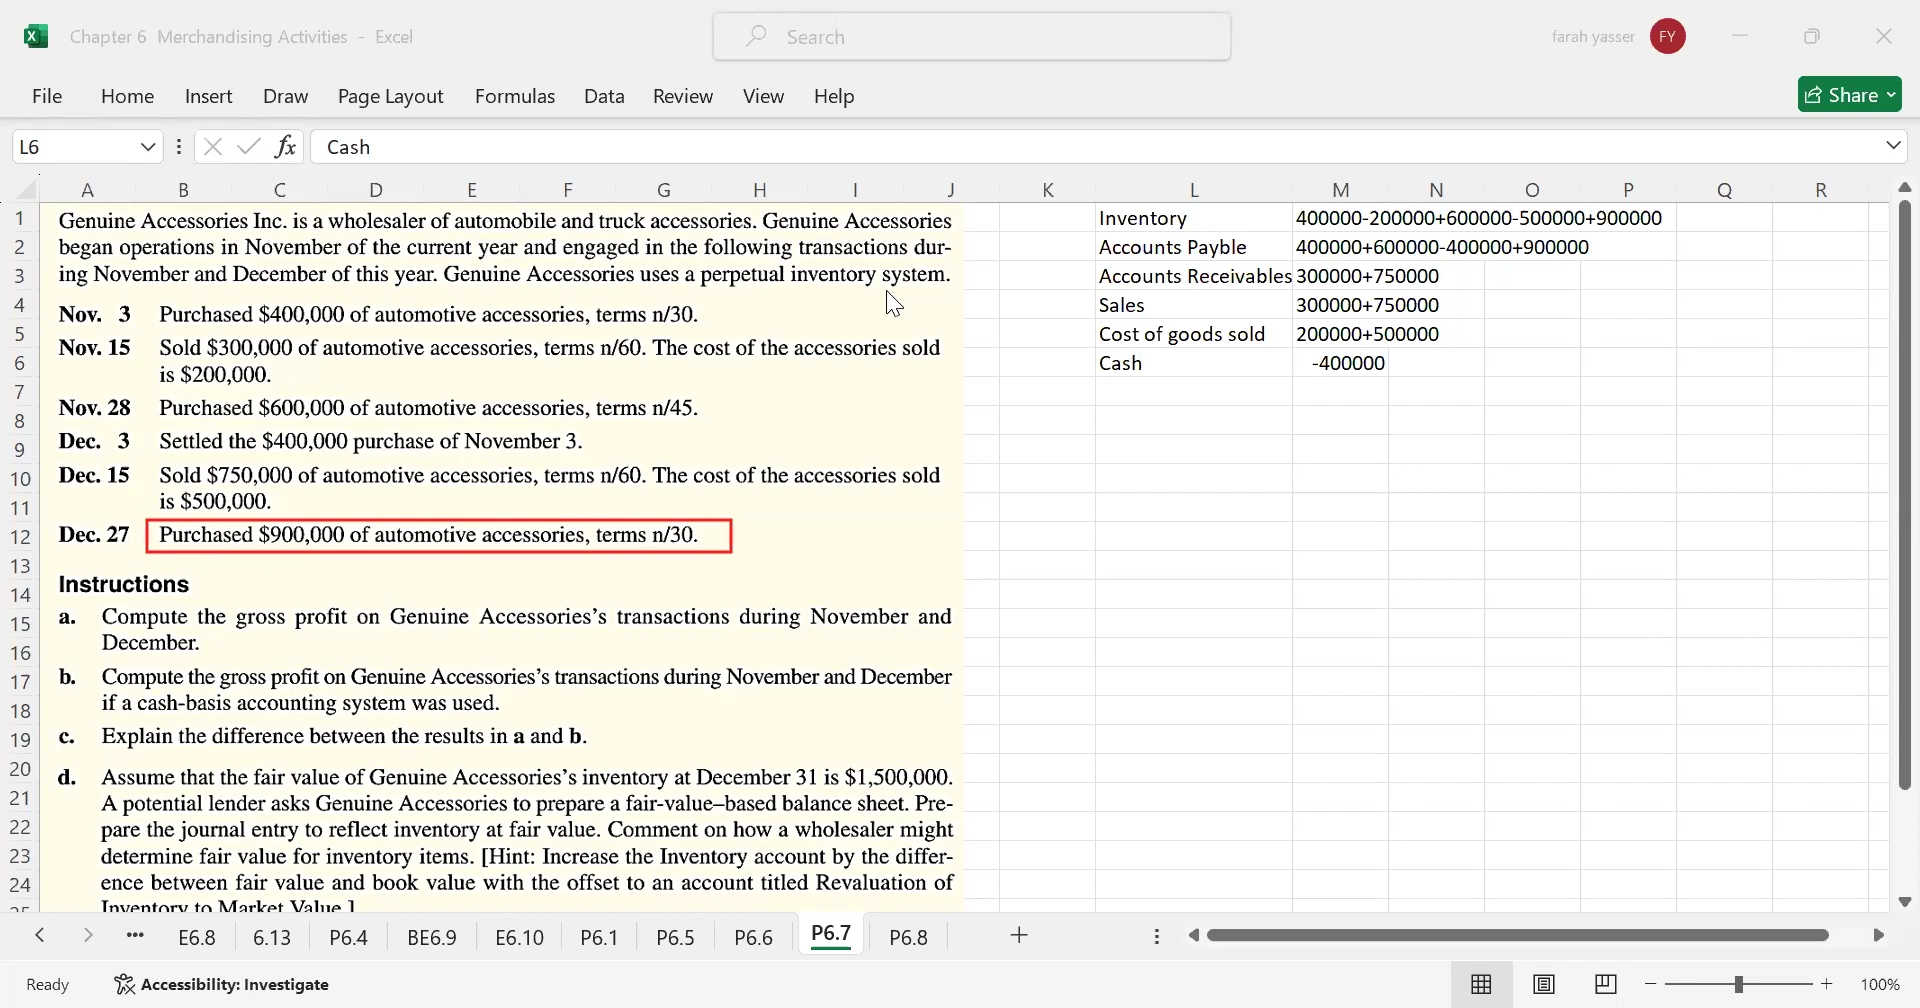 Chapter 6 Merchandising Activities - Excel
Search
farah yasser
FY
File Home Insert Draw Page Layout Formulas Data Review View Help
Share
L6
fx
Cash
A B C D E F G H I J K L M N O P Q R
1
2
3
4
5
6
7
8
9
10
11
12
13
14
15
16
17
18
19
20
21
22
23
24
25
Genuine Accessories Inc. is a wholesaler of automobile and truck accessories. Genuine Accessories
began operations in November of the current year and engaged in the following transactions dur-
ing November and December of this year. Genuine Accessories uses a perpetual inventory system.
Nov. 3 Purchased $400,000 of automotive accessories, terms n/30.
Nov. 15 Sold $300,000 of automotive accessories, terms n/60. The cost of the accessories sold
is $200,000.
Nov. 28 Purchased $600,000 of automotive accessories, terms n/45.
Dec. 3 Settled the $400,000 purchase of November 3.
Dec. 15 Sold $750,000 of automotive accessories, terms n/60. The cost of the accessories sold
is $500,000.
Dec. 27 Purchased $900,000 of automotive accessories, terms n/30.
Instructions
a. Compute the gross profit on Genuine Accessories's transactions during November and
December.
b. Compute the gross profit on Genuine Accessories's transactions during November and December
if a cash-basis accounting system was used.
c. Explain the difference between the results in a and b.
d. Assume that the fair value of Genuine Accessories's inventory at December 31 is $1,500,000.
A potential lender asks Genuine Accessories to prepare a fair-value–based balance sheet. Pre-
pare the journal entry to reflect inventory at fair value. Comment on how a wholesaler might
determine fair value for inventory items. [Hint: Increase the Inventory account by the differ-
ence between fair value and book value with the offset to an account titled Revaluation of
Inventory to Market Value.]
Inventory 400000-200000+600000-500000+900000
Accounts Payble 400000+600000-400000+900000
Accounts Receivables 300000+750000
Sales 300000+750000
Cost of goods sold 200000+500000
Cash -400000
... E6.8 6.13 P6.4 BE6.9 E6.10 P6.1 P6.5 P6.6 P6.7 P6.8
Ready Accessibility: Investigate
100%